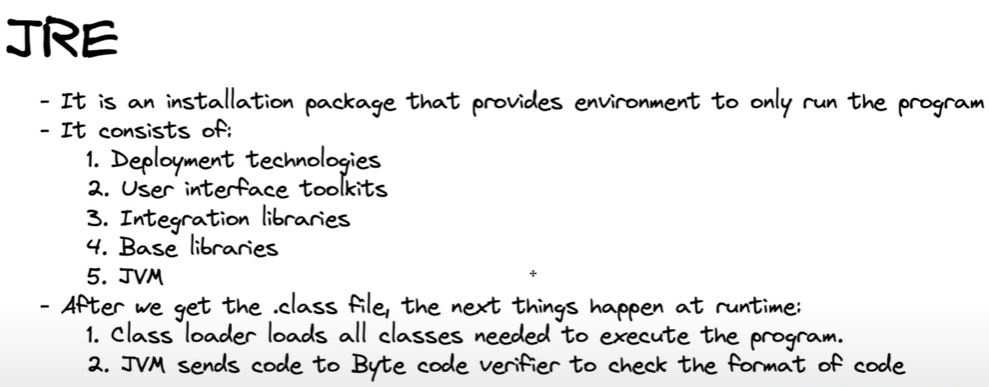 JRE
- It is an installation package that provides environment to only run the program
- It consists of:
1. Deployment technologies
2. User interface toolkits
3. Integration libraries
4. Base libraries
5. JVM
- After we get the .class file, the next things happen at runtime:
1. Class loader loads all classes needed to execute the program.
2. JVM sends code to Byte code verifier to check the format of code